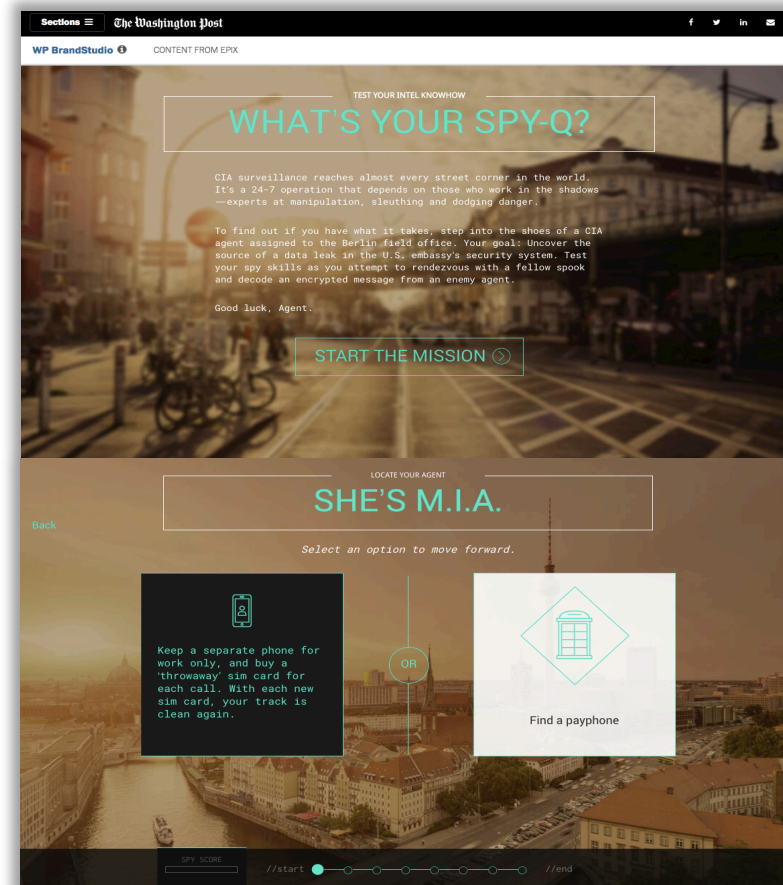 Sections
The Washington Post
f in
WP BrandStudio
CONTENT FROM EPIX
TEST YOUR INTEL KNOWHOW
WHAT'S YOUR SPY-Q?
CIA surveillance reaches almost every street corner in the world.
It's a 24-7 operation that depends on those who work in the shadows
—experts at manipulation, sleuthing and dodging danger.
To find out if you have what it takes, step into the shoes of a CIA
agent assigned to the Berlin field office. Your goal: Uncover the
source of a data leak in the U.S. embassy's security system. Test
your spy skills as you attempt to rendezvous with a fellow spook
and decode an encrypted message from an enemy agent.
Good luck, Agent.
START THE MISSION
LOCATE YOUR AGENT
SHE'S M.I.A.
Back
Select an option to move forward.
Keep a separate phone for
work only, and buy a
'throwaway' sim card for
each call. With each new
sim card, your track is
clean again.
OR
Find a payphone
SPY SCORE
//start
//end